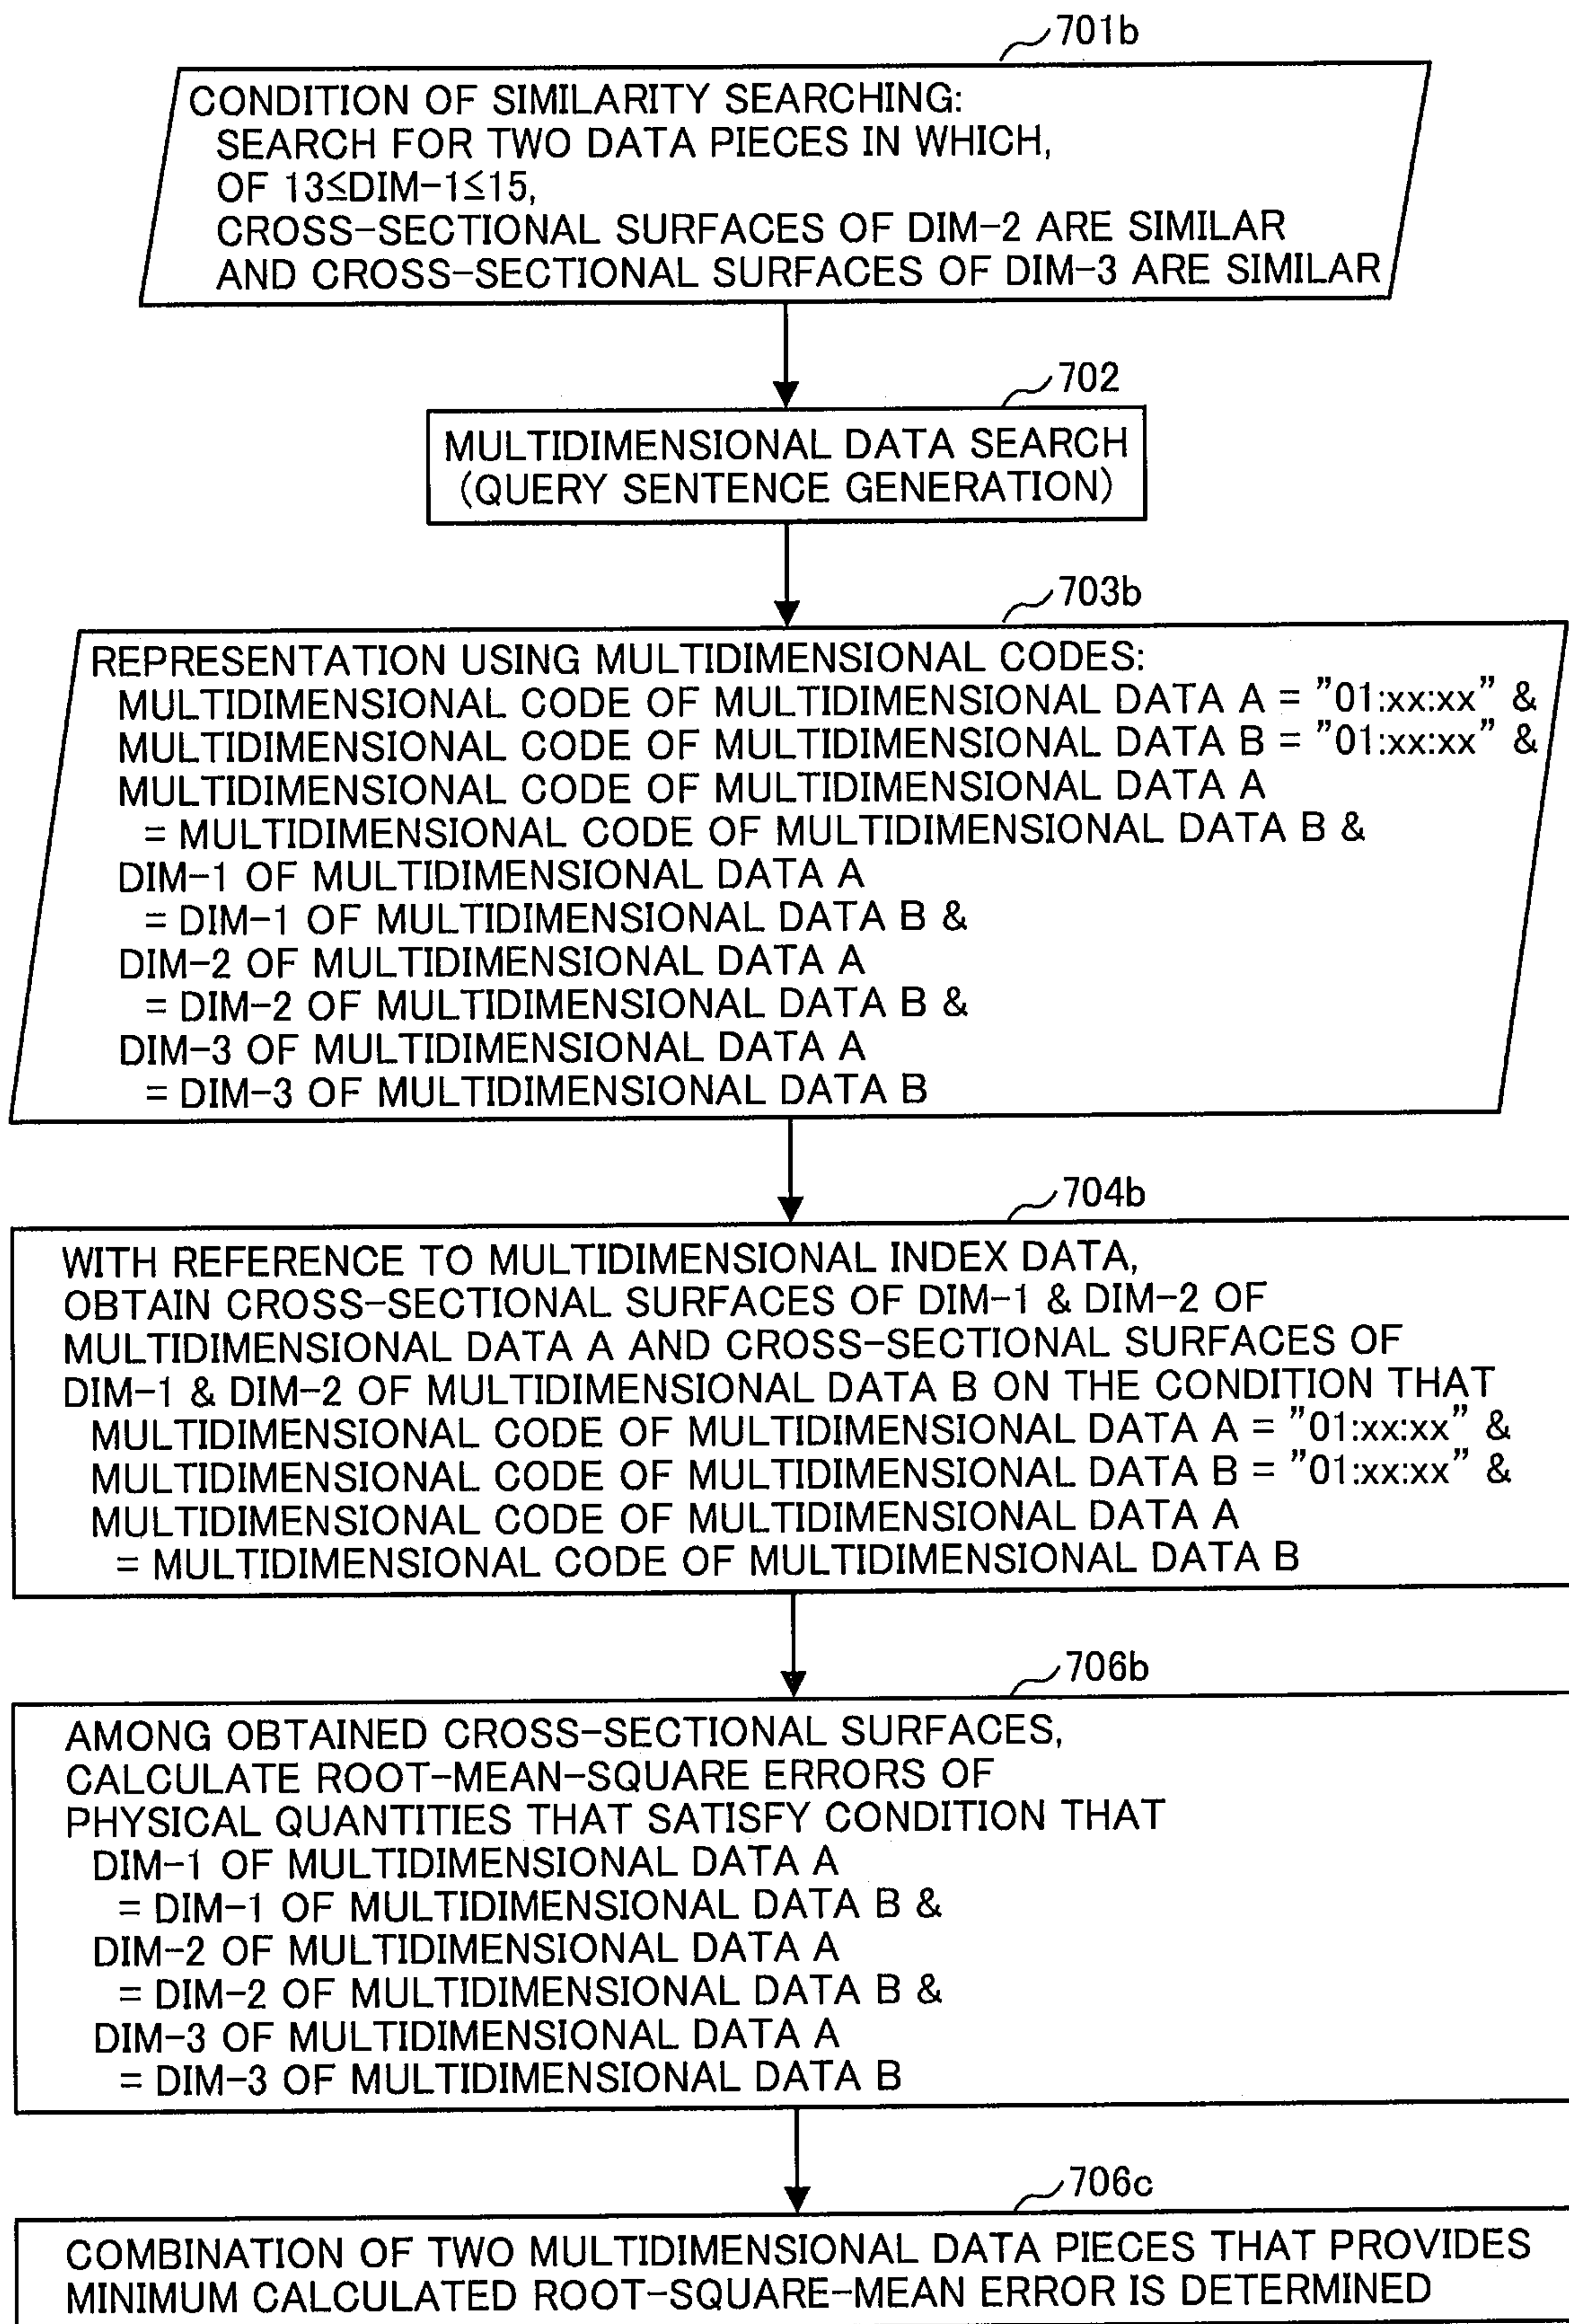 701b
CONDITION OF SIMILARITY SEARCHING:
SEARCH FOR TWO DATA PIECES IN WHICH,
OF 13≤DIM-1≤15,
CROSS-SECTIONAL SURFACES OF DIM-2 ARE SIMILAR
AND CROSS-SECTIONAL SURFACES OF DIM-3 ARE SIMILAR
702
MULTIDIMENSIONAL DATA SEARCH
(QUERY SENTENCE GENERATION)
703b
REPRESENTATION USING MULTIDIMENSIONAL CODES:
MULTIDIMENSIONAL CODE OF MULTIDIMENSIONAL DATA A = "01:xx:xx" &
MULTIDIMENSIONAL CODE OF MULTIDIMENSIONAL DATA B = "01:xx:xx" &
MULTIDIMENSIONAL CODE OF MULTIDIMENSIONAL DATA A
= MULTIDIMENSIONAL CODE OF MULTIDIMENSIONAL DATA B &
DIM-1 OF MULTIDIMENSIONAL DATA A
= DIM-1 OF MULTIDIMENSIONAL DATA B &
DIM-2 OF MULTIDIMENSIONAL DATA A
= DIM-2 OF MULTIDIMENSIONAL DATA B &
DIM-3 OF MULTIDIMENSIONAL DATA A
= DIM-3 OF MULTIDIMENSIONAL DATA B
704b
WITH REFERENCE TO MULTIDIMENSIONAL INDEX DATA,
OBTAIN CROSS-SECTIONAL SURFACES OF DIM-1 & DIM-2 OF
MULTIDIMENSIONAL DATA A AND CROSS-SECTIONAL SURFACES OF
DIM-1 & DIM-2 OF MULTIDIMENSIONAL DATA B ON THE CONDITION THAT
MULTIDIMENSIONAL CODE OF MULTIDIMENSIONAL DATA A = "01:xx:xx" &
MULTIDIMENSIONAL CODE OF MULTIDIMENSIONAL DATA B = "01:xx:xx" &
MULTIDIMENSIONAL CODE OF MULTIDIMENSIONAL DATA A
= MULTIDIMENSIONAL CODE OF MULTIDIMENSIONAL DATA B
706b
AMONG OBTAINED CROSS-SECTIONAL SURFACES,
CALCULATE ROOT-MEAN-SQUARE ERRORS OF
PHYSICAL QUANTITIES THAT SATISFY CONDITION THAT
DIM-1 OF MULTIDIMENSIONAL DATA A
= DIM-1 OF MULTIDIMENSIONAL DATA B &
DIM-2 OF MULTIDIMENSIONAL DATA A
= DIM-2 OF MULTIDIMENSIONAL DATA B &
DIM-3 OF MULTIDIMENSIONAL DATA A
= DIM-3 OF MULTIDIMENSIONAL DATA B
706c
COMBINATION OF TWO MULTIDIMENSIONAL DATA PIECES THAT PROVIDES
MINIMUM CALCULATED ROOT-SQUARE-MEAN ERROR IS DETERMINED